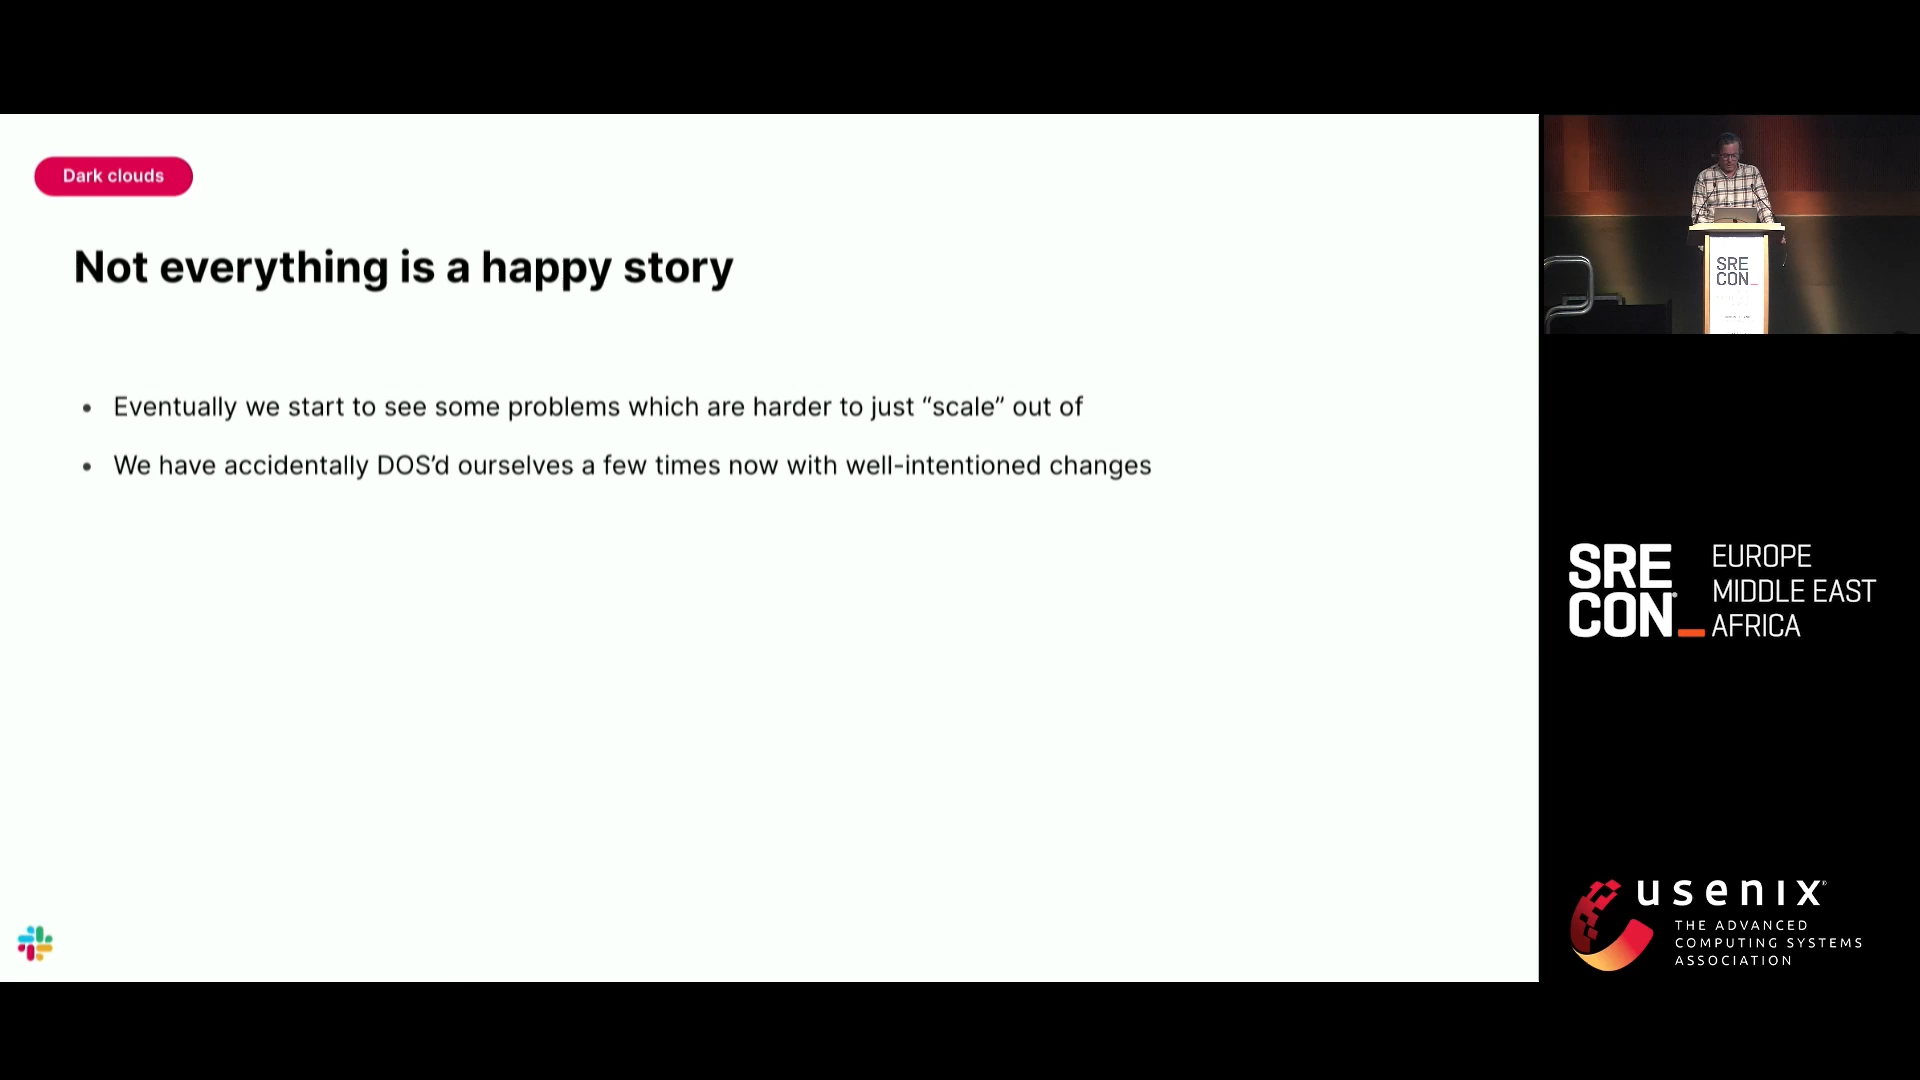 Dark clouds
Not everything is a happy story
• Eventually we start to see some problems which are harder to just “scale” out of
• We have accidentally DOS’d ourselves a few times now with well-intentioned changes
SRE
CON_
SRE
CON_
EUROPE
MIDDLE EAST
AFRICA
usenix
THE ADVANCED
COMPUTING SYSTEMS
ASSOCIATION